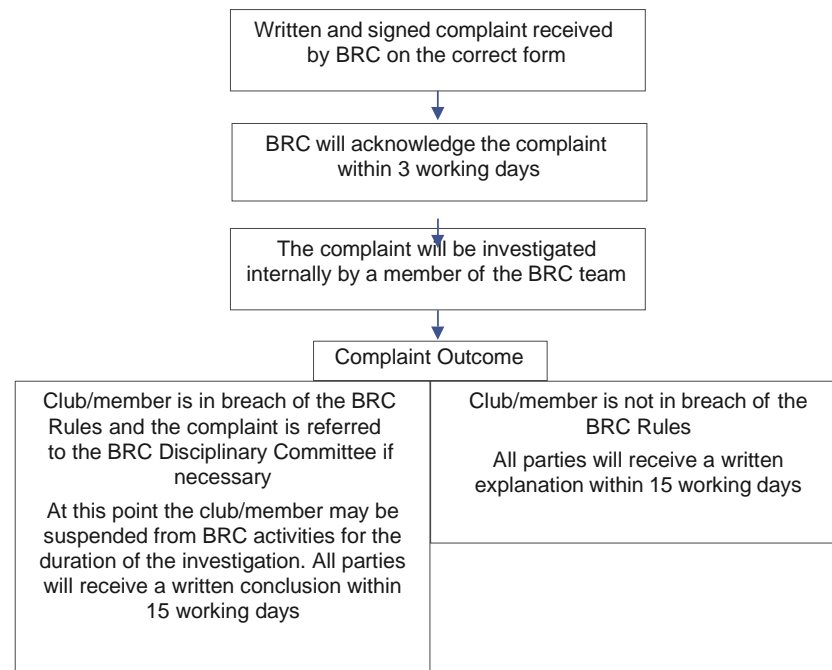 Written and signed complaint received
by BRC on the correct form
BRC will acknowledge the complaint
within 3 working days
The complaint will be investigated
internally by a member of the BRC team
Complaint Outcome
Club/member is in breach of the BRC
Rules and the complaint is referred
to the BRC Disciplinary Committee if
necessary
At this point the club/member may be
suspended from BRC activities for the
duration of the investigation. All parties
will receive a written conclusion within
15 working days
Club/member is not in breach of the
BRC Rules
All parties will receive a written
explanation within 15 working days